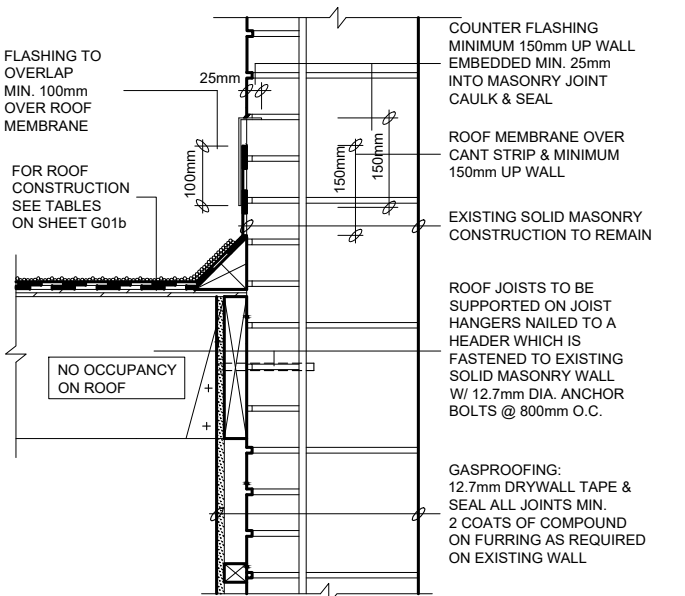 FLASHING TO
OVERLAP
MIN. 100mm
OVER ROOF
MEMBRANE
FOR ROOF
CONSTRUCTION
SEE TABLES
ON SHEET G01b
25mm
100mm
150mm
150mm
NO OCCUPANCY
ON ROOF
COUNTER FLASHING
MINIMUM 150mm UP WALL
EMBEDDED MIN. 25mm
INTO MASONRY JOINT
CAULK & SEAL
ROOF MEMBRANE OVER
CANT STRIP & MINIMUM
150mm UP WALL
EXISTING SOLID MASONRY
CONSTRUCTION TO REMAIN
ROOF JOISTS TO BE
SUPPORTED ON JOIST
HANGERS NAILED TO A
HEADER WHICH IS
FASTENED TO EXISTING
SOLID MASONRY WALL
W/ 12.7mm DIA. ANCHOR
BOLTS @ 800mm O.C.
GASPROOFING:
12.7mm DRYWALL TAPE &
SEAL ALL JOINTS MIN.
2 COATS OF COMPOUND
ON FURRING AS REQUIRED
ON EXISTING WALL